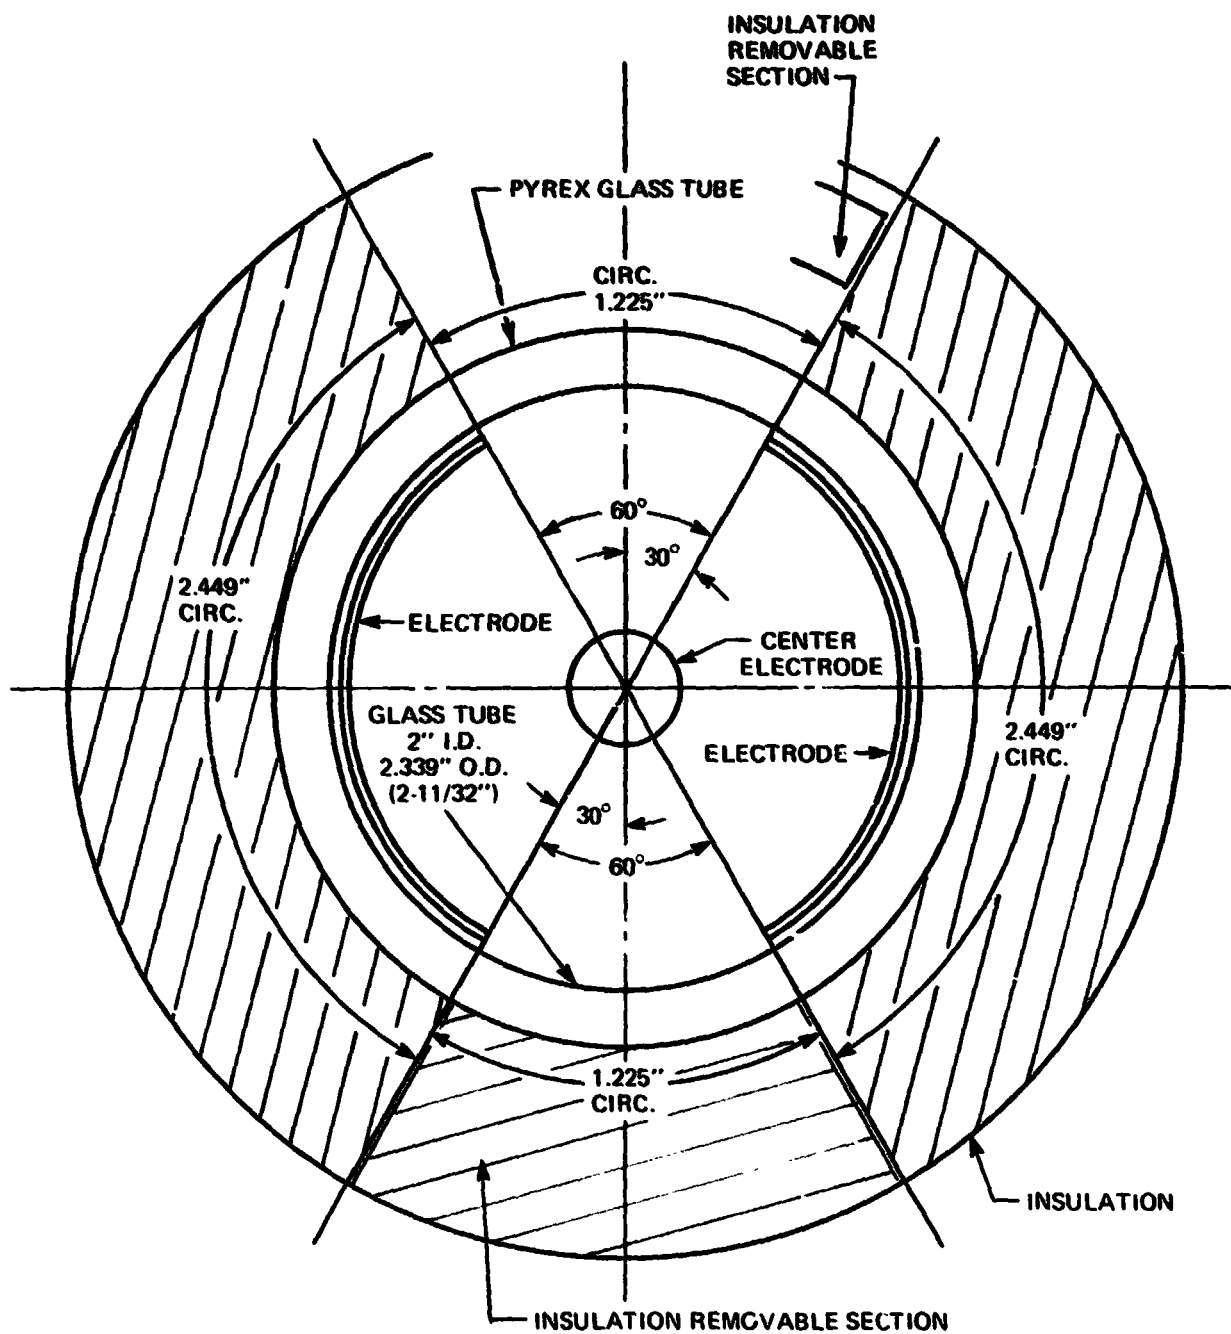 INSULATION
REMOVABLE
SECTION
PYREX GLASS TUBE
CIRC.
1.225"
60°
30°
2.449"
CIRC.
ELECTRODE
CENTER
ELECTRODE
GLASS TUBE
2" I.D.
2.339" O.D.
(2-11/32")
ELECTRODE
2.449"
CIRC.
30°
60°
1.225"
CIRC.
INSULATION
INSULATION REMOVABLE SECTION